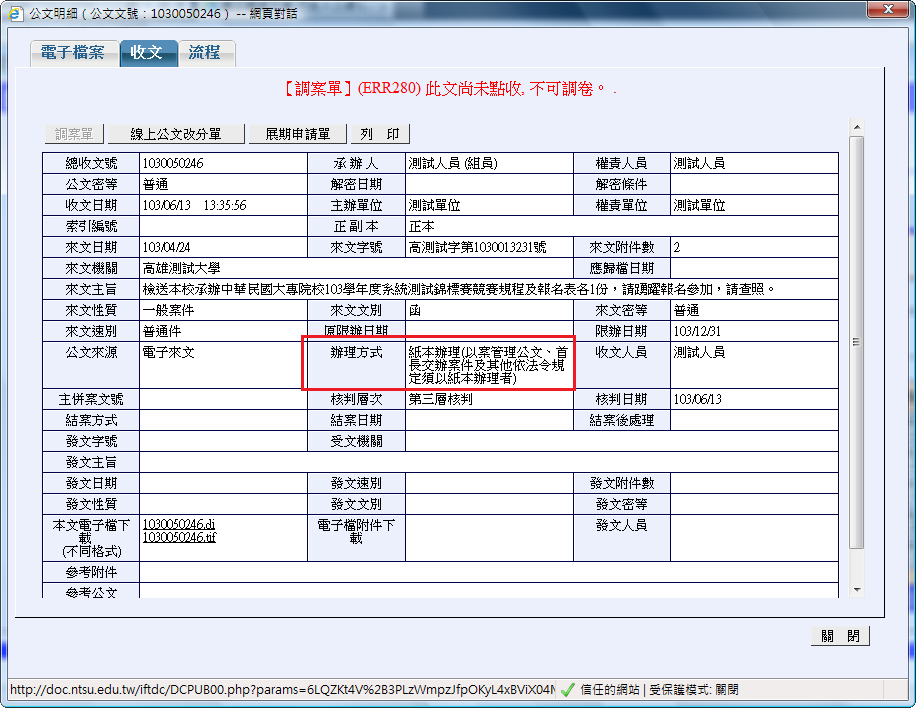 公文明細 ( 公文文號 : 1030050246 ) -- 網頁對話
電子檔案 收文 流程
【調案單】(ERR280) 此文尚未點收, 不可調卷。 .
調案單 線上公文改分單 展期申請單 列 印
總收文號 1030050246 承 辦 人 測試人員 (組員) 權責人員 測試人員
公文密等 普通 解密日期 解密條件
收文日期 103/06/13 13:35:56 主辦單位 測試單位 權責單位 測試單位
索引編號 正 副 本 正本
來文日期 103/04/24 來文字號 高測試字第1030013231號 來文附件數 2
來文機關 高雄測試大學 應歸檔日期
來文主旨 檢送本校承辦中華民國大專院校103學年度系統測試錦標賽競賽規程及報名表各1份，請踴躍報名參加，請查照。
來文性質 一般案件 來文文別 函 來文密等 普通
來文速別 普通件 原限辦日期 限辦日期 103/12/31
公文來源 電子來文 辦理方式 紙本辦理(以案管理公文、首
長交辦案件及其他依法令規
定須以紙本辦理者) 收文人員 測試人員
主併案文號 核判層次 第三層核判 核判日期 103/06/13
結案方式 結案日期 結案後處理
發文字號 受文機關
發文主旨
發文日期 發文速別 發文附件數
發文性質 發文文別 發文密等
本文電子檔下
載
(不同格式) 1030050246.di
1030050246.tif 電子檔附件下
載 發文人員
參考附件
參考公文
關 閉
http://doc.ntsu.edu.tw/iftdc/DCPUB00.php?params=6LQZKt4V%2B3PLzWmpzJfpOKyL4xBViX04M 信任的網站 | 受保護模式: 關閉